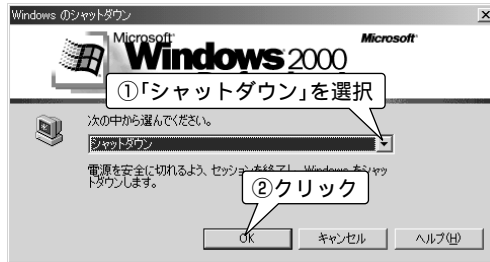 Windows のシャットダウン
Microsoft
Microsoft
Windows 2000
①「シャットダウン」を選択
次の中から選んでください。
シャットダウン
電源を安全に切れるよう、セッションを終了し、Windows をシャッ
トダウンします。
②クリック
OK キャンセル ヘルプ(H)